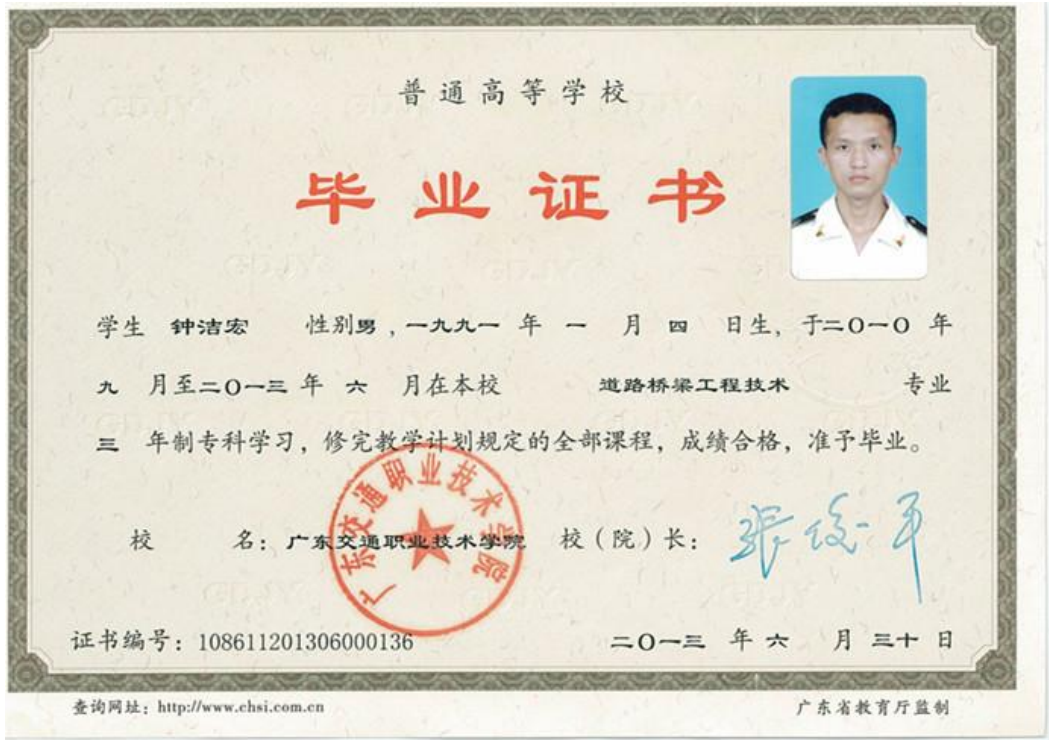 普通高等学校
毕业证书
学生 钟洁宏 性别男，一九九一 年 一 月 四 日生，于二〇一〇 年
九 月至二〇一三 年 六 月在本校 道路桥梁工程技术 专业
三 年制专科学习，修完教学计划规定的全部课程，成绩合格，准予毕业。
广东交通职业技术学院
校 名：广东交通职业技术学院 校（院）长：
证书编号：108611201306000136 二〇一三 年 六 月 三十 日
查询网址：http://www.chsi.com.cn 广东省教育厅监制